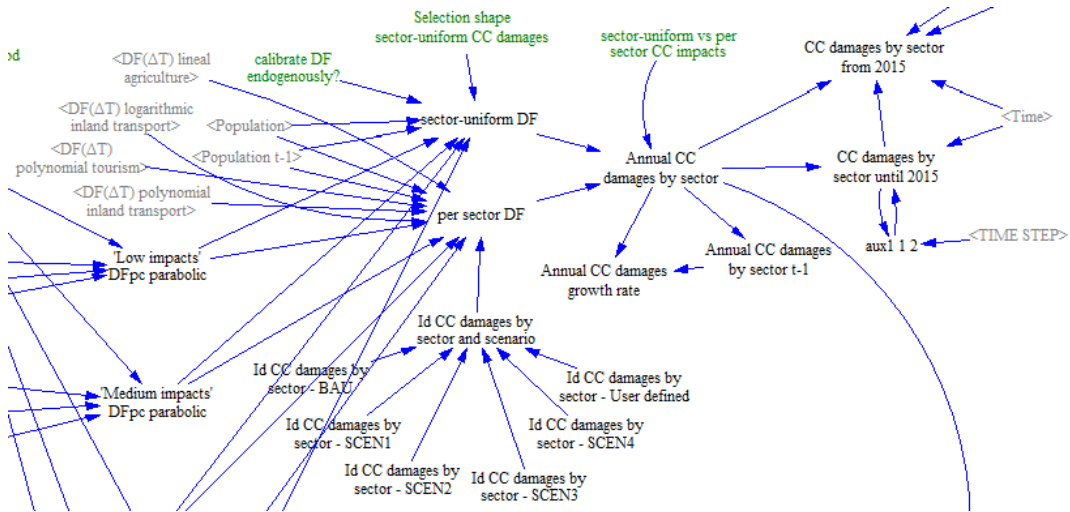 Selection shape
sector-uniform CC damages
od
<DF(ΔT) lineal
agriculture>
calibrate DF
endogenously?
sector-uniform vs per
sector CC impacts
CC damages by sector
from 2015
<DF(ΔT) logarithmic
inland transport>
<Population>
sector-uniform DF
<Time>
<DF(ΔT)
polynomial tourism>
<Population t-1>
Annual CC
damages by sector
CC damages by
sector until 2015
<DF(ΔT) polynomial
inland transport>
per sector DF
'Low impacts'
DFpc parabolic
Annual CC damages
growth rate
Annual CC damages
by sector t-1
aux1 1 2
<TIME STEP>
Id CC damages by
sector and scenario
Id CC damages by
sector - BAU
Id CC damages by
sector - User defined
'Medium impacts'
DFpc parabolic
Id CC damages by
sector - SCEN1
Id CC damages by
sector - SCEN4
Id CC damages by
sector - SCEN2
Id CC damages by
sector - SCEN3